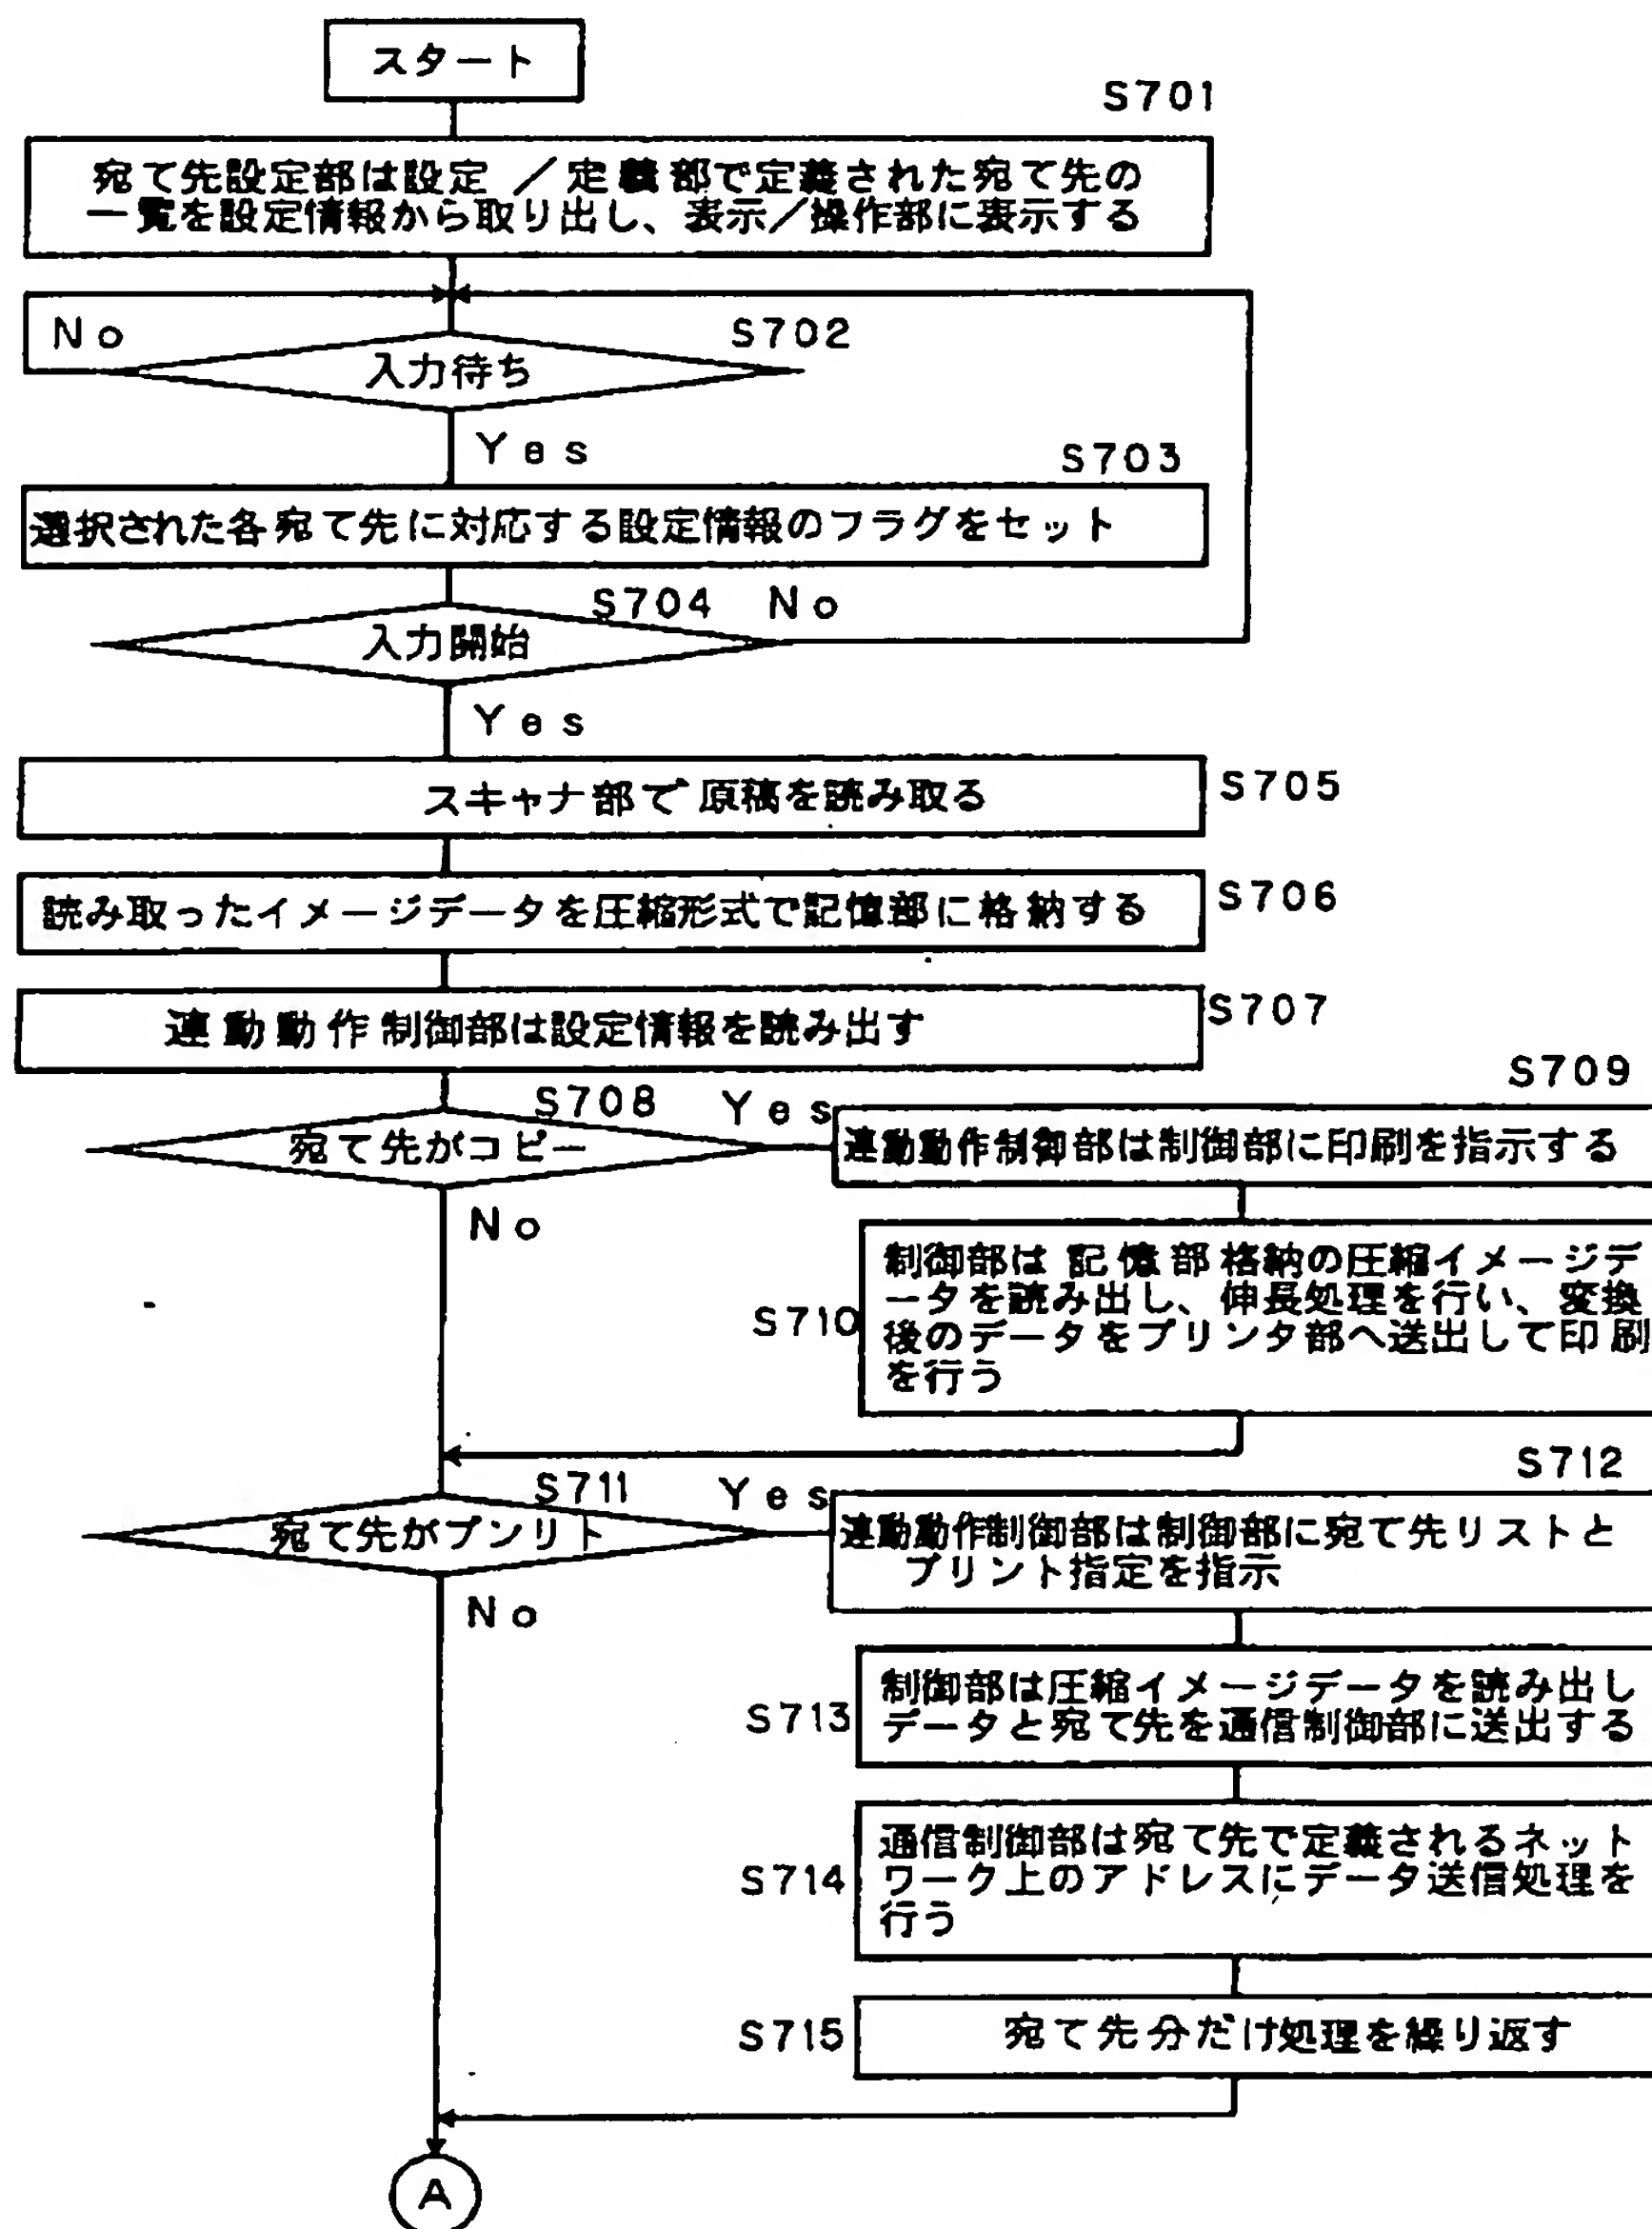 スタート
S701
宛て先設定部は設定／定義部で定義された宛て先の
一覧を設定情報から取り出し、表示／操作部に表示する
No
S702
入力待ち
Yes
S703
選択された各宛て先に対応する設定情報のフラグをセット
S704 No
入力開始
Yes
スキャナ部で原稿を読み取る
S705
読み取ったイメージデータを圧縮形式で記憶部に格納する
S706
連動動作制御部は設定情報を読み出す
S707
S708 Yes
宛て先がコピー
No
S709
連動動作制御部は制御部に印刷を指示する
S710
制御部は記憶部格納の圧縮イメージデ
ータを読み出し、伸長処理を行い、変換
後のデータをプリンタ部へ送出して印刷
を行う
S711 Yes
宛て先がプンリト
No
S712
連動動作制御部は制御部に宛て先リストと
プリント指定を指示
S713
制御部は圧縮イメージデータを読み出し
データと宛て先を通信制御部に送出する
S714
通信制御部は宛て先で定義されるネット
ワーク上のアドレスにデータ送信処理を
行う
S715
宛て先分だけ処理を繰り返す
A